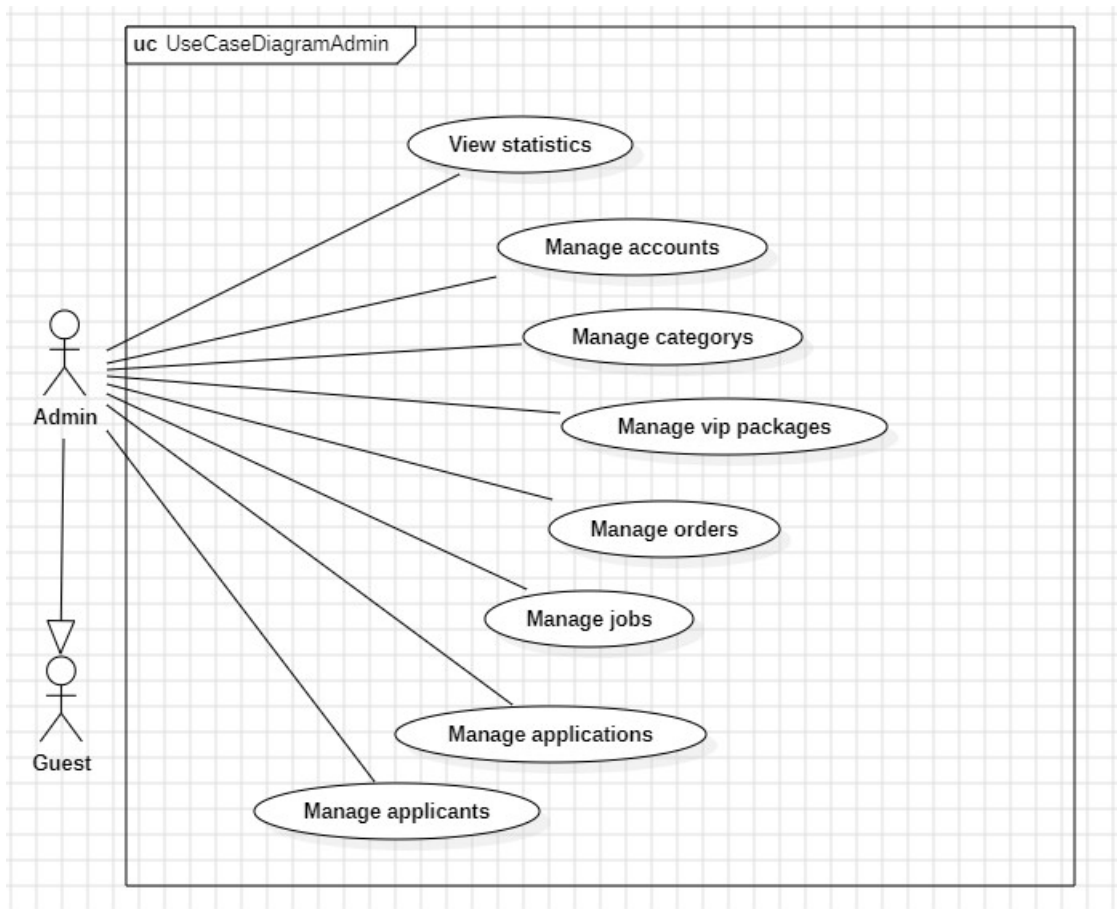 uc UseCaseDiagramAdmin
View statistics
Manage accounts
Manage categorys
Admin
Manage vip packages
Manage orders
Manage jobs
Manage applications
Guest
Manage applicants